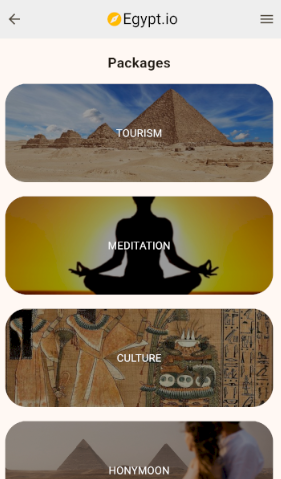 Egypt.io
Packages
TOURISM
MEDITATION
CULTURE
HONYMOON